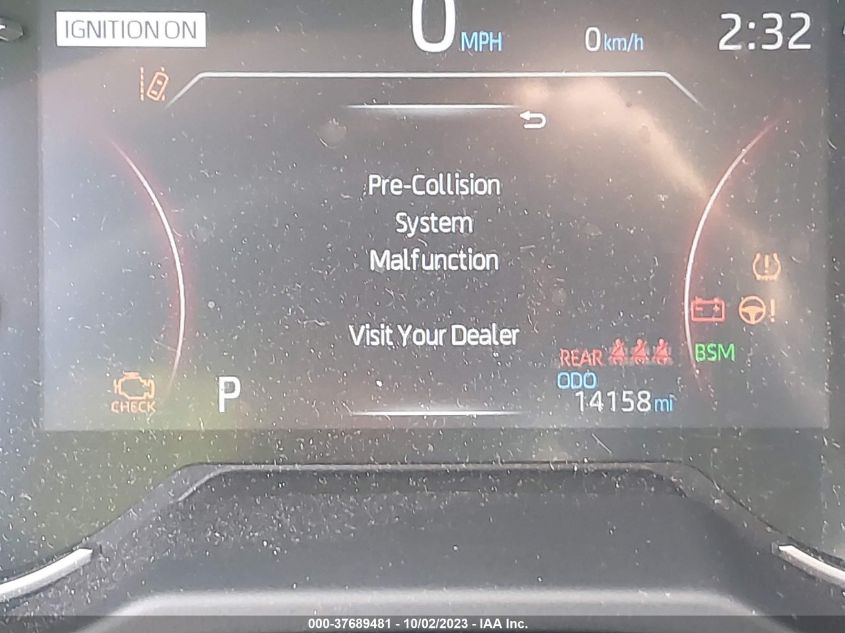 IGNITION ON
0 MPH 0 km/h 2:32
Pre-Collision
System
Malfunction
Visit Your Dealer
REAR BSM
ODO
CHECK P 14158 mi
000-37689481 - 10/02/2023 - IAA Inc.